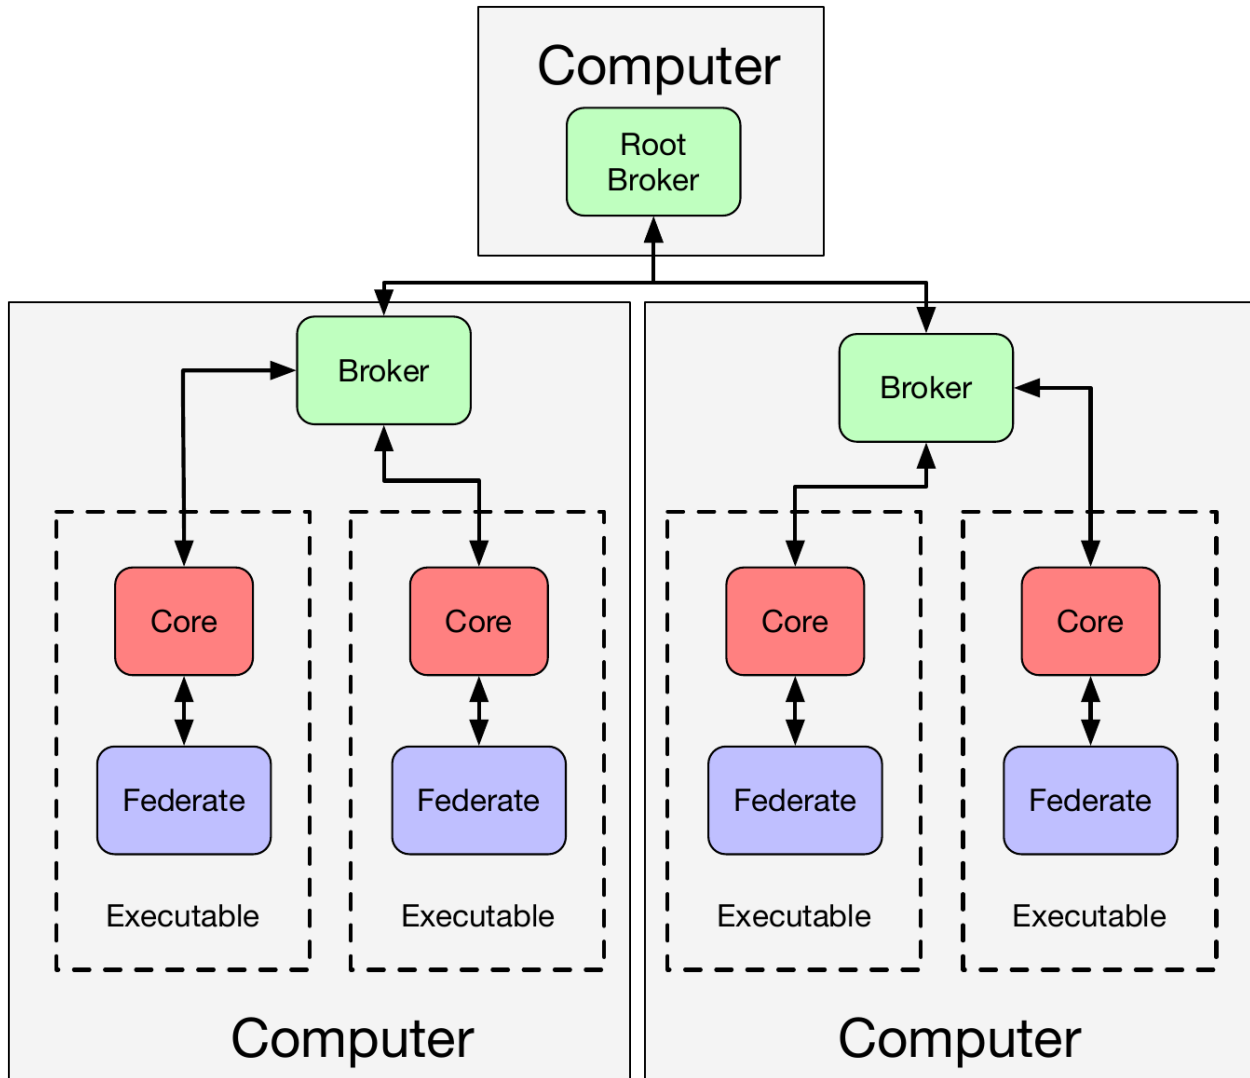 Computer
Root
Broker
Broker
Broker
Core
Core
Core
Core
Federate
Federate
Federate
Federate
Executable
Executable
Executable
Executable
Computer
Computer